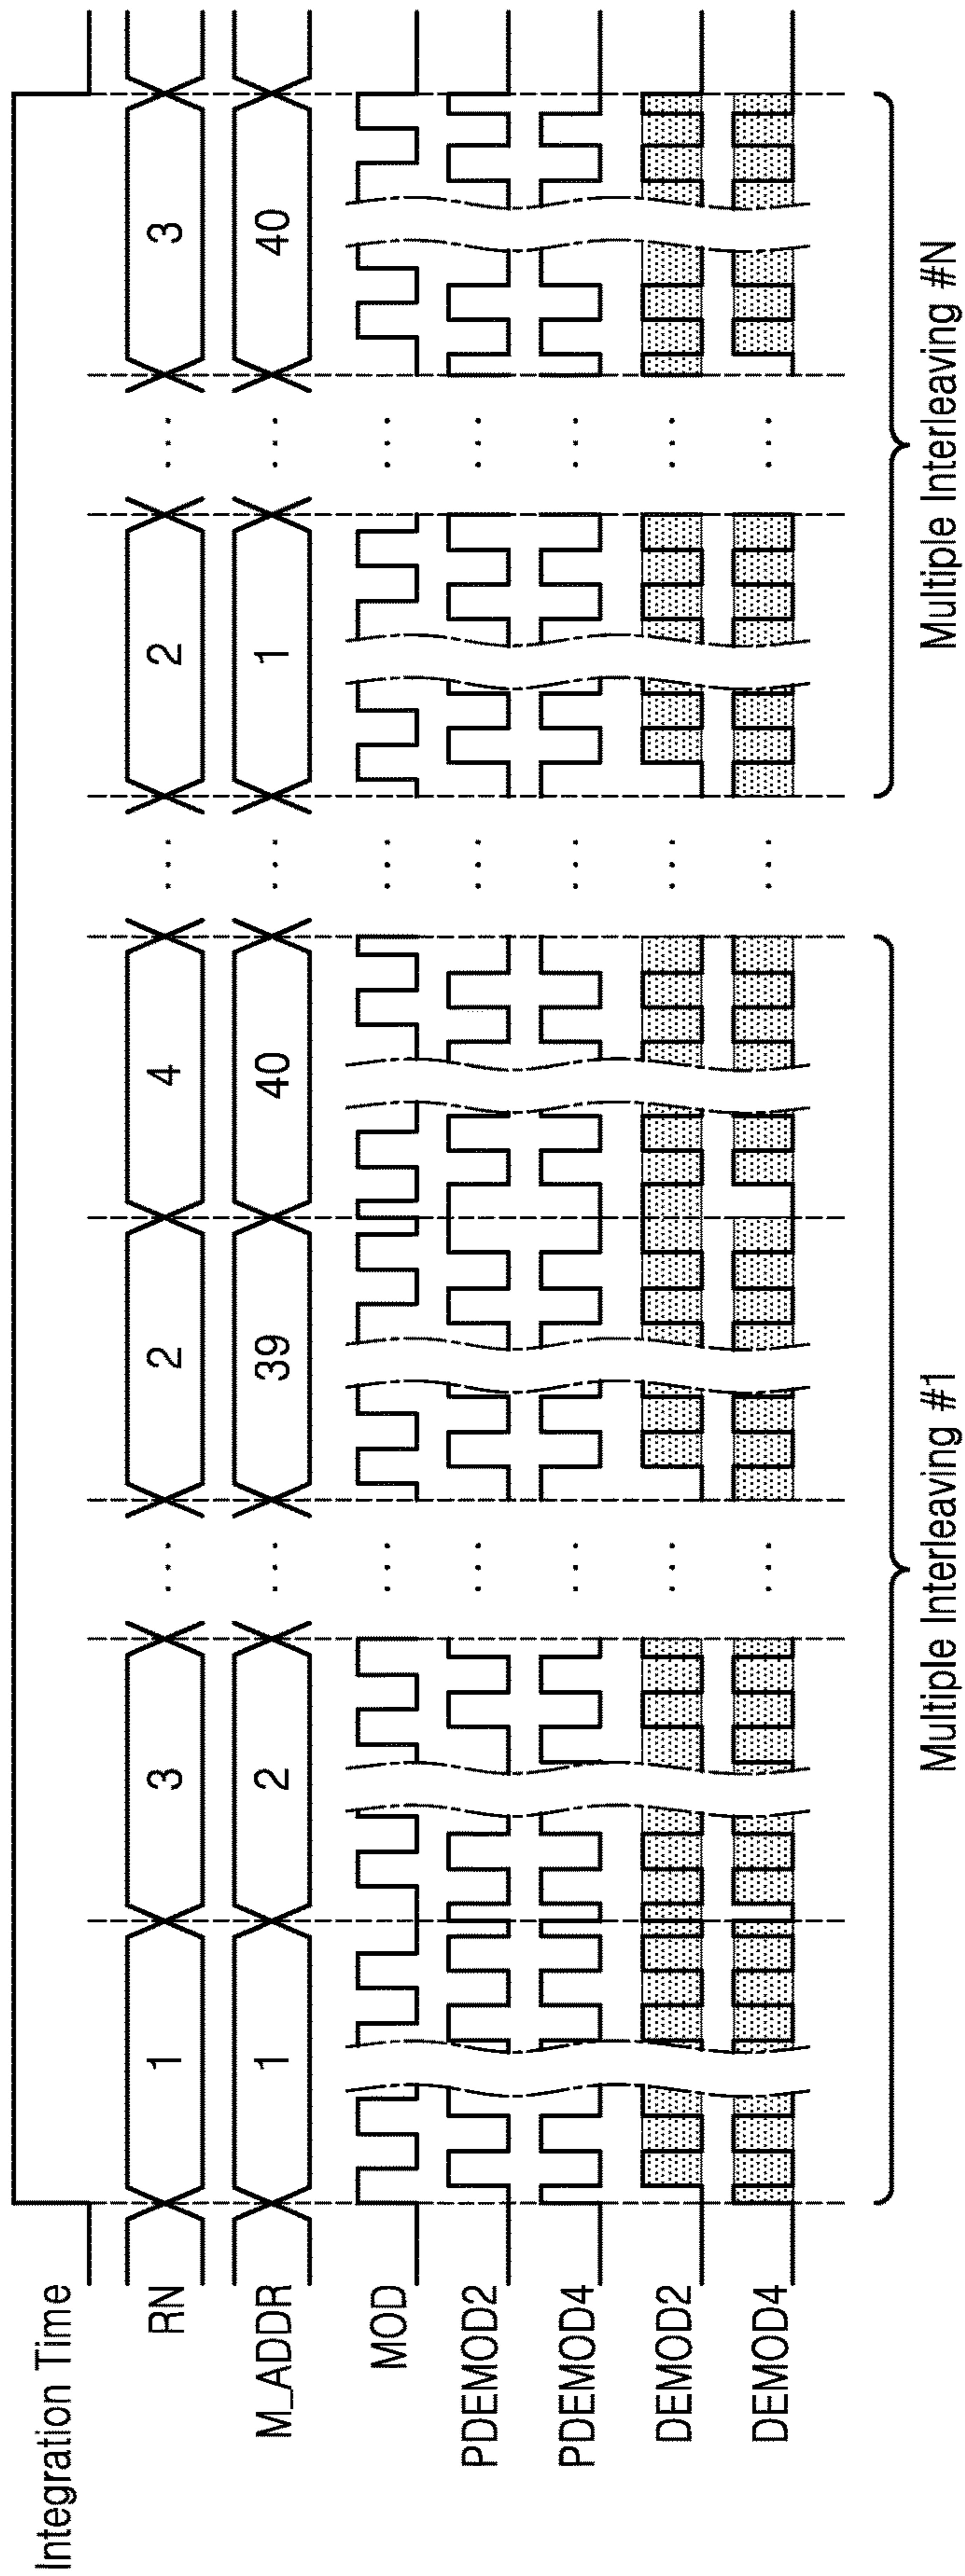 Integration Time
RN 1 3 ... 2 4 ... 2 ... 3
M_ADDR 1 2 ... 39 40 ... 1 ... 40
MOD ... ... ...
PDEMOD2 ... ... ...
PDEMOD4 ... ... ...
DEMOD2 ... ... ...
DEMOD4 ... ... ...
Multiple Interleaving #1 Multiple Interleaving #N